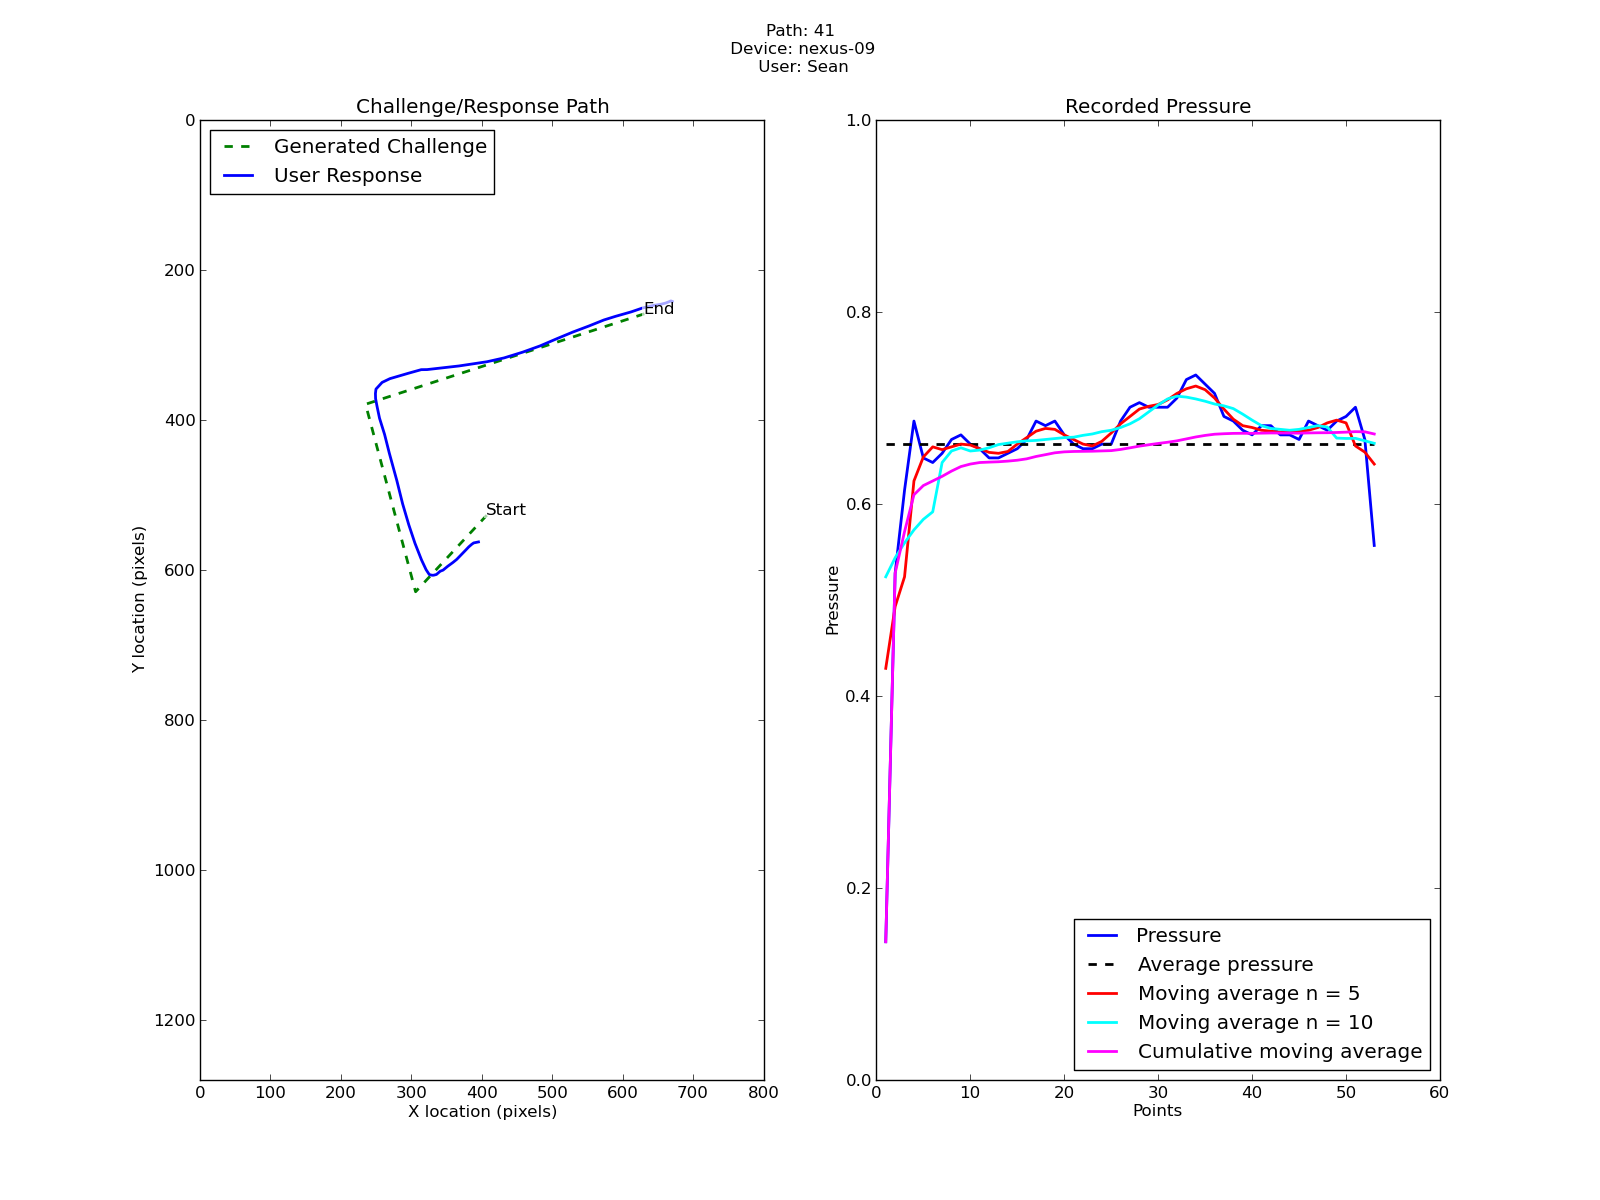 Path: 41
Device: nexus-09
User: Sean
Challenge/Response Path
Generated Challenge
User Response
0
200
400
600
800
1000
1200
Y location (pixels)
End
Start
0 100 200 300 400 500 600 700 800
X location (pixels)
Recorded Pressure
1.0
0.8
0.6
0.4
0.2
0.0
Pressure
Pressure
Average pressure
Moving average n = 5
Moving average n = 10
Cumulative moving average
0 10 20 30 40 50 60
Points